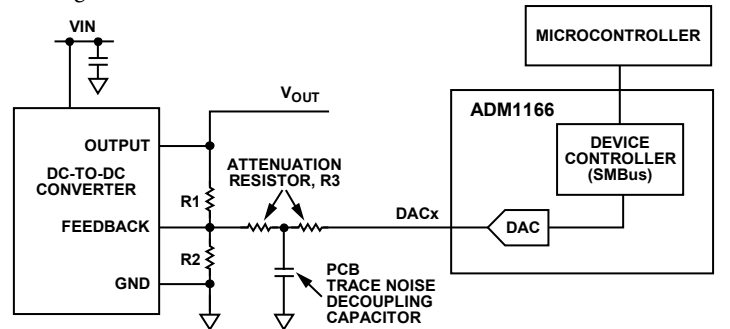 VIN
MICROCONTROLLER
VOUT
ADM1166
OUTPUT
DEVICE
CONTROLLER
(SMBus)
DC-TO-DC
CONVERTER
ATTENUATION
RESISTOR, R3
R1
FEEDBACK
DACx
DAC
R2
GND
PCB
TRACE NOISE
DECOUPLING
CAPACITOR